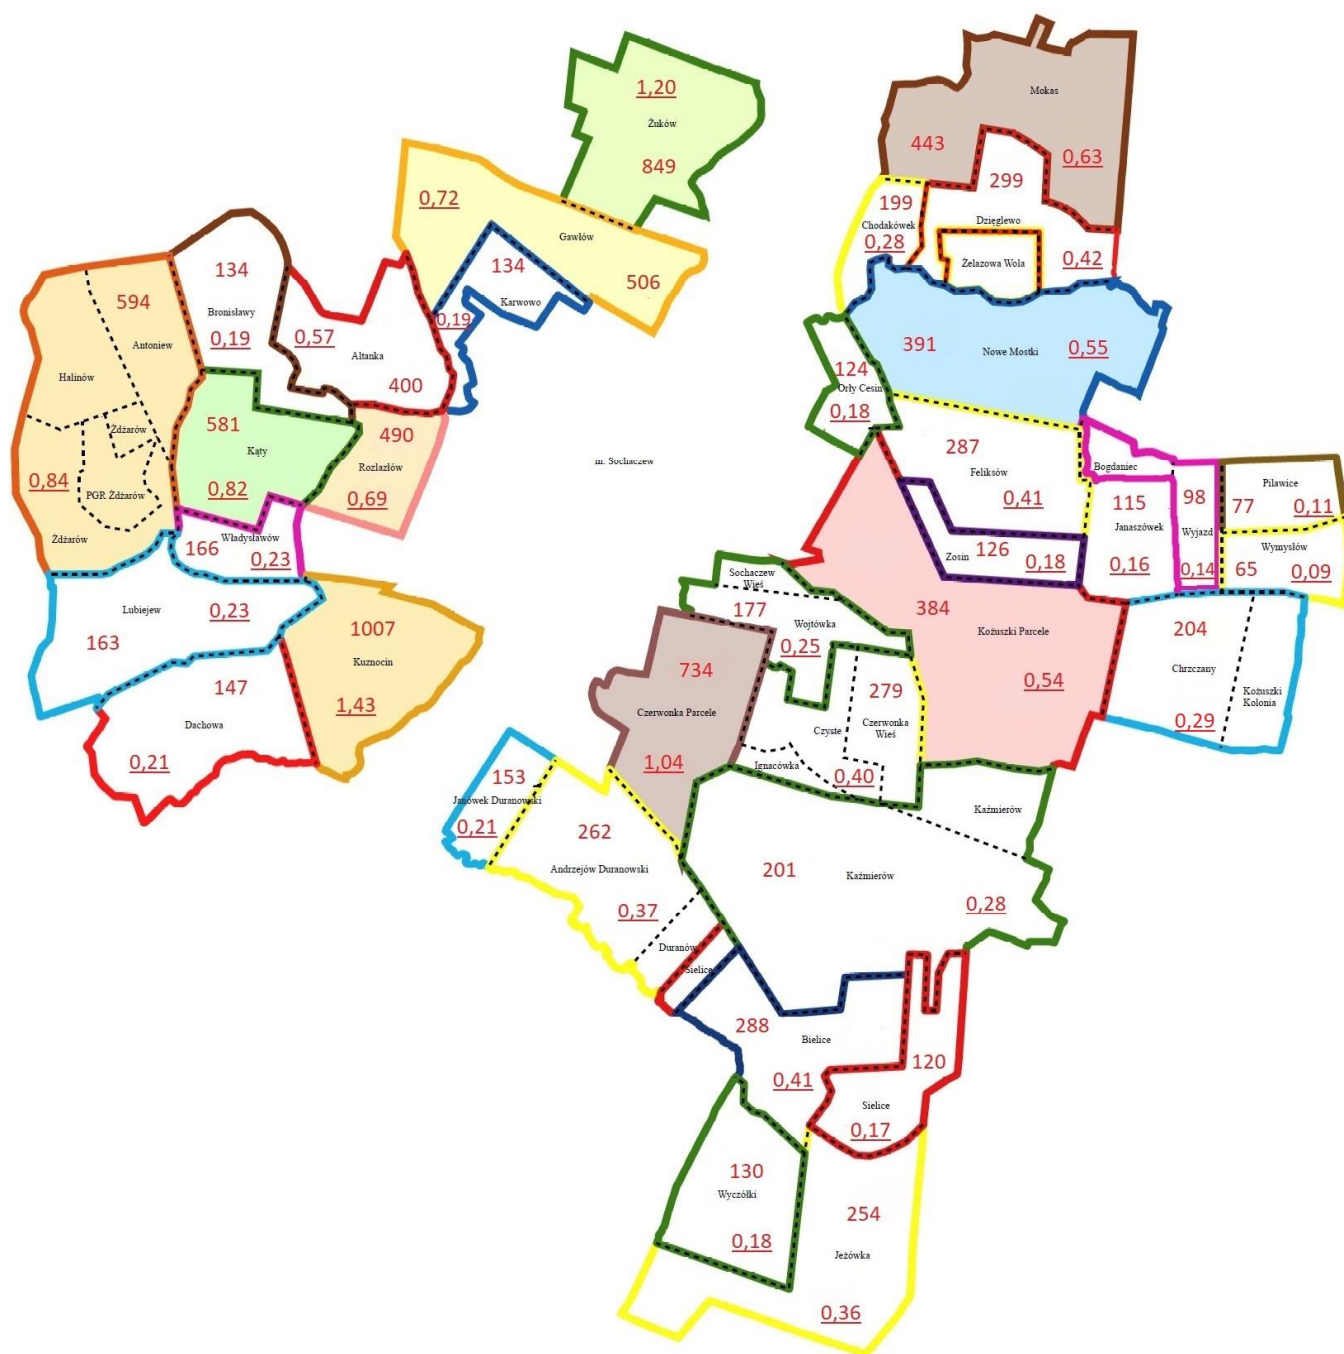 1,20
Żuków
849
0,72
Gawłów
506
134
Karwowo
0,19
134
Bronisławy
0,19
0,57
Altanka
400
594
Antoniew
Halinów
Żdżarów
PGR Żdżarów
0,84
Żdżarów
581
Kąty
0,82
490
Rozlazłów
0,69
Władysławów
166
0,23
Lubiejew
0,23
163
1007
Kuznocin
1,43
147
Dachowa
0,21
m. Sochaczew
Mokas
443
0,63
299
Dzięglewo
0,42
199
Chodakówek
0,28
Żelazowa Wola
391
Nowe Mostki
0,55
124
Orły Cesin
0,18
287
Feliksów
0,41
Bogdaniec
115
Janaszówek
0,16
98
Wyjazd
0,14
Pilawice
77
0,11
Wymysłów
65
0,09
Zosin
126
0,18
384
Kożuszki Parcele
0,54
204
Chrzczany
0,29
Kożuszki
Kolonia
Sochaczew
Wieś
177
Wojtówka
0,25
734
Czerwonka Parcele
1,04
279
Czyste
Czerwonka
Wieś
Ignacówka
0,40
153
Janówek Duranowski
0,21
262
Andrzejów Duranowski
0,37
Duranów
Sielice
Kaźmierów
201
Kaźmierów
0,28
288
Bielice
0,41
120
Sielice
0,17
130
Wyczółki
0,18
254
Jeżówka
0,36